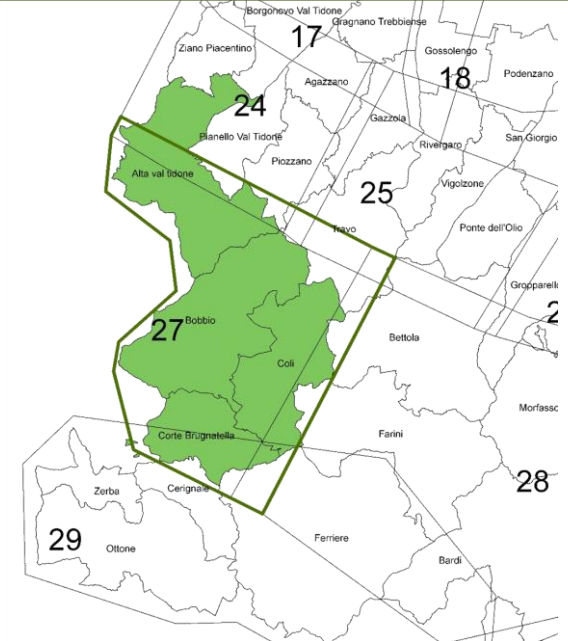 Borgonovo Val Tidone
Gragnano Trebbiense
17
Ziano Piacentino
Gossolengo
18
Podenzano
Agazzano
24
Gazzola
Pianello Val Tidone
Rivergaro
San Giorgio
Piozzano
Alta val tidone
25
Vigolzone
Travo
Ponte dell'Olio
Gropparello
2
27
Bobbio
Bettola
Coli
Morfasso
Corte Brugnatella
Farini
28
Zerba
Cerignale
29
Ottone
Ferriere
Bardi